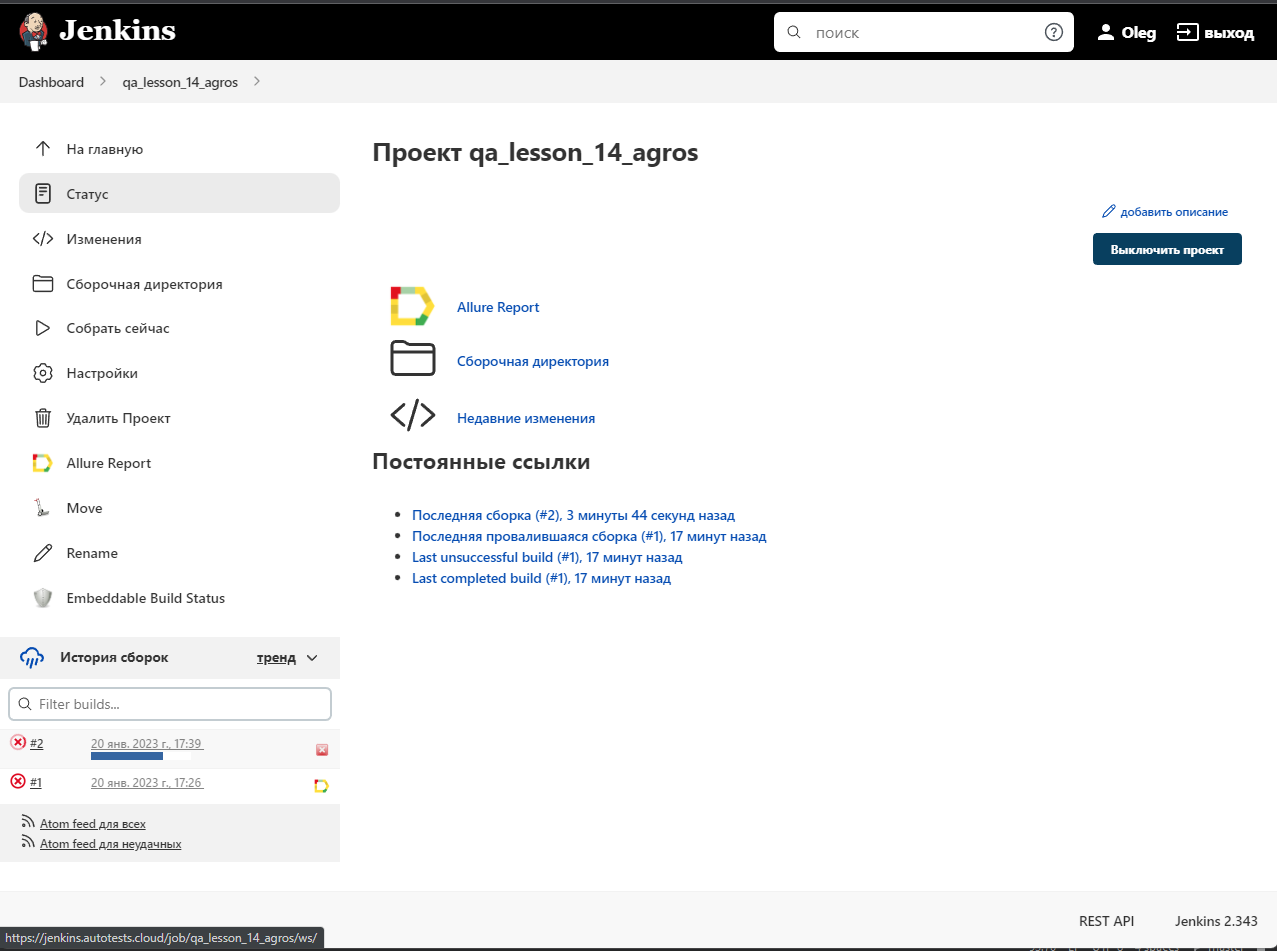 Jenkins
поиск
Oleg
выход
Dashboard
qa_lesson_14_agros
На главную
Статус
Изменения
Сборочная директория
Собрать сейчас
Настройки
Удалить Проект
Allure Report
Move
Rename
Embeddable Build Status
История сборок
тренд
Filter builds...
#2
20 янв. 2023 г., 17:39
#1
20 янв. 2023 г., 17:26
Atom feed для всех
Atom feed для неудачных
Проект qa_lesson_14_agros
добавить описание
Выключить проект
Allure Report
Сборочная директория
Недавние изменения
Постоянные ссылки
Последняя сборка (#2), 3 минуты 44 секунд назад
Последняя провалившаяся сборка (#1), 17 минут назад
Last unsuccessful build (#1), 17 минут назад
Last completed build (#1), 17 минут назад
REST API
Jenkins 2.343
https://jenkins.autotests.cloud/job/qa_lesson_14_agros/ws/